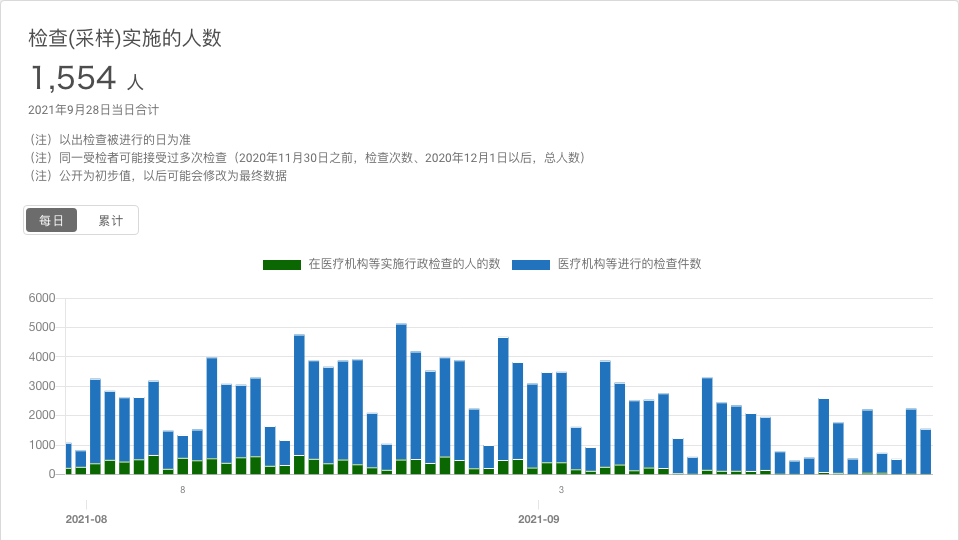 检查(采样)实施的人数
1,554 人
2021年9月28日当日合计
（注）以出检查被进行的日为准
（注）同一受检者可能接受过多次检查（2020年11月30日之前，检查次数、2020年12月1日以后，总人数）
（注）公开为初步值，以后可能会修改为最终数据
每日 累计
在医疗机构等实施行政检查的人的数 医疗机构等进行的检查件数
6000
5000
4000
3000
2000
1000
0
8 3
2021-08 2021-09